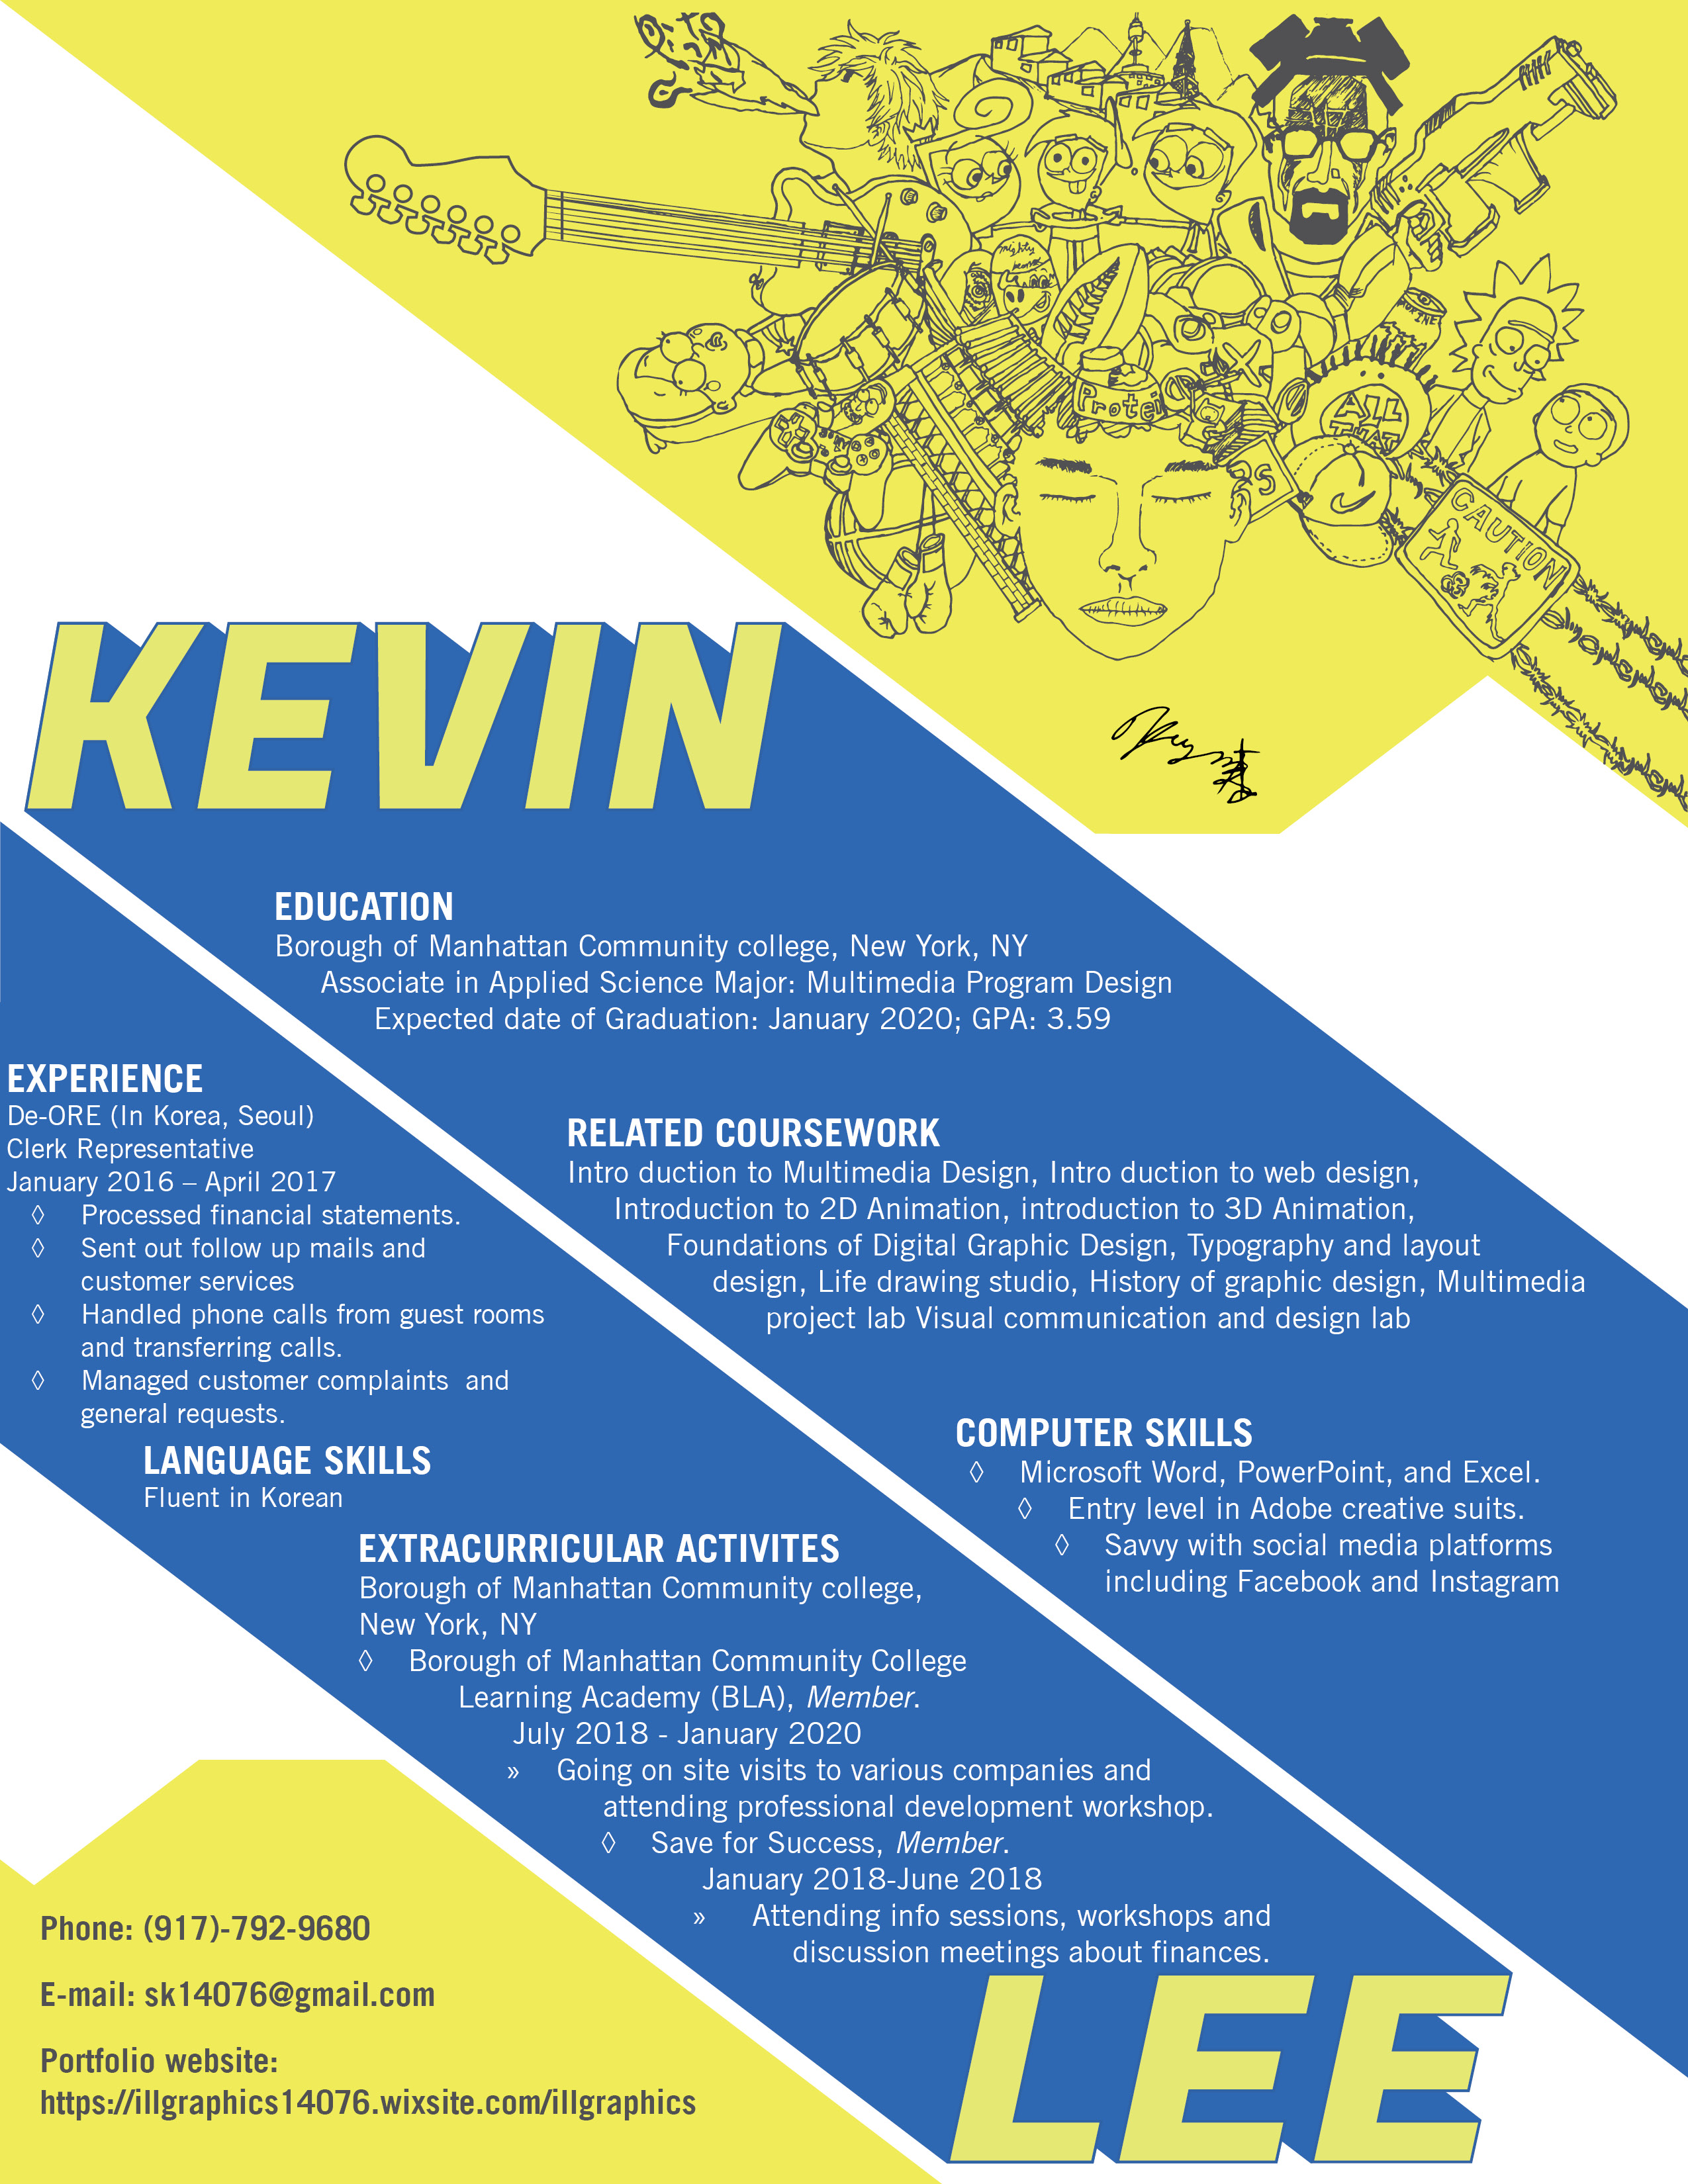 mighty
Protei
ALL
THAT
CAUTION
KEVIN
EDUCATION
Borough of Manhattan Community college, New York, NY
Associate in Applied Science Major: Multimedia Program Design
Expected date of Graduation: January 2020; GPA: 3.59
EXPERIENCE
De-ORE (In Korea, Seoul)
Clerk Representative
January 2016 – April 2017
◊ Processed financial statements.
◊ Sent out follow up mails and
customer services
◊ Handled phone calls from guest rooms
and transferring calls.
◊ Managed customer complaints  and
general requests.
LANGUAGE SKILLS
Fluent in Korean
RELATED COURSEWORK
Intro duction to Multimedia Design, Intro duction to web design,
Introduction to 2D Animation, introduction to 3D Animation,
Foundations of Digital Graphic Design, Typography and layout
design, Life drawing studio, History of graphic design, Multimedia
project lab Visual communication and design lab
COMPUTER SKILLS
◊ Microsoft Word, PowerPoint, and Excel.
◊ Entry level in Adobe creative suits.
◊ Savvy with social media platforms
including Facebook and Instagram
EXTRACURRICULAR ACTIVITES
Borough of Manhattan Community college,
New York, NY
◊ Borough of Manhattan Community College
Learning Academy (BLA), Member.
July 2018 - January 2020
» Going on site visits to various companies and
attending professional development workshop.
◊ Save for Success, Member.
January 2018-June 2018
» Attending info sessions, workshops and
discussion meetings about finances.
Phone: (917)-792-9680
E-mail: sk14076@gmail.com
Portfolio website:
https://illgraphics14076.wixsite.com/illgraphics
LEE